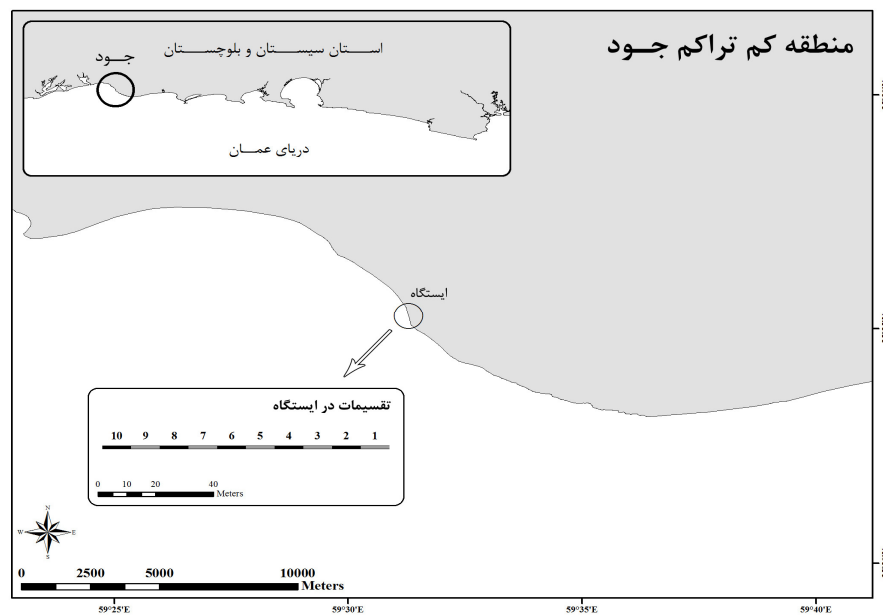 منطقه کم تراکم جــود
اســـتان سیســـتان و بلوچســـتان
جــود
دریای عمــان
ایستگاه
تقسیمات در ایستگاه
10 9 8 7 6 5 4 3 2 1
0 10 20 40
Meters
N
W E
S
0 2500 5000 10000
Meters
59°25'E 59°30'E 59°35'E 59°40'E